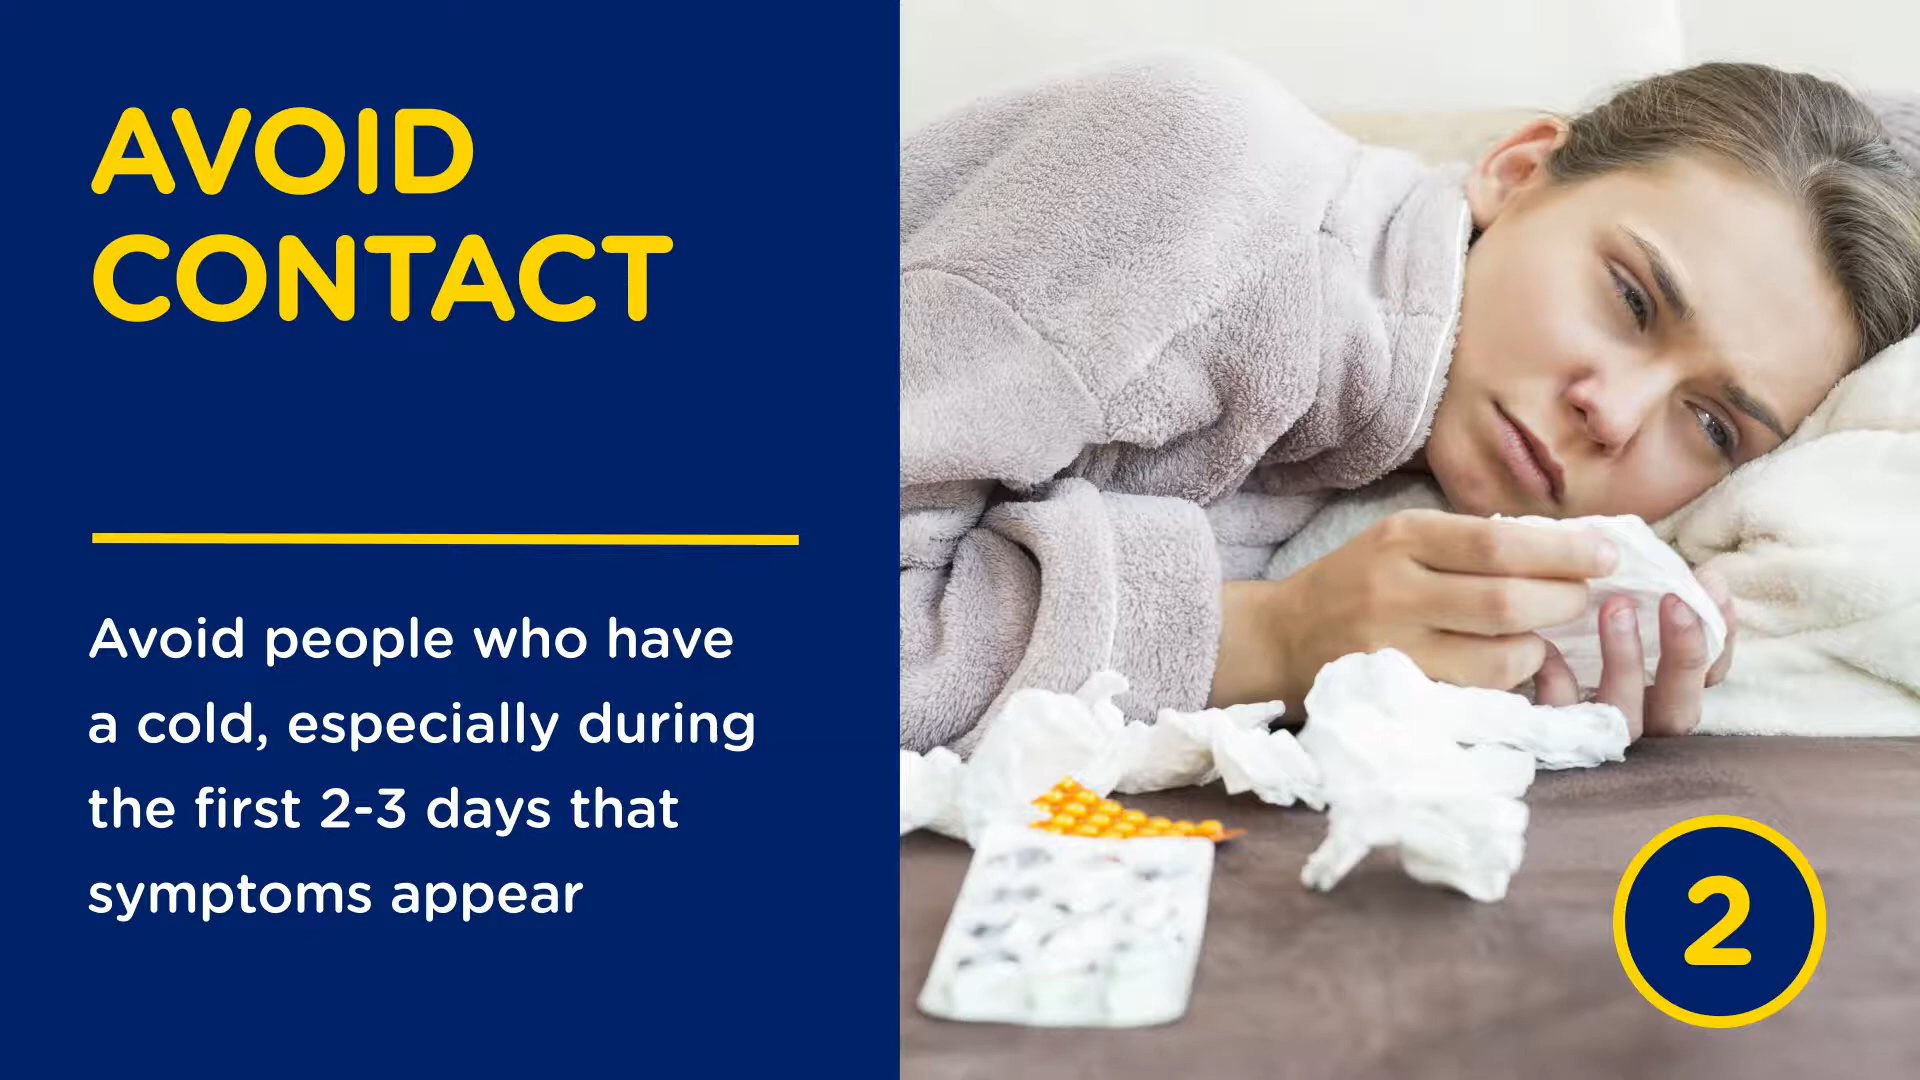 AVOID
CONTACT
Avoid people who have
a cold, especially during
the first 2-3 days that
symptoms appear
2